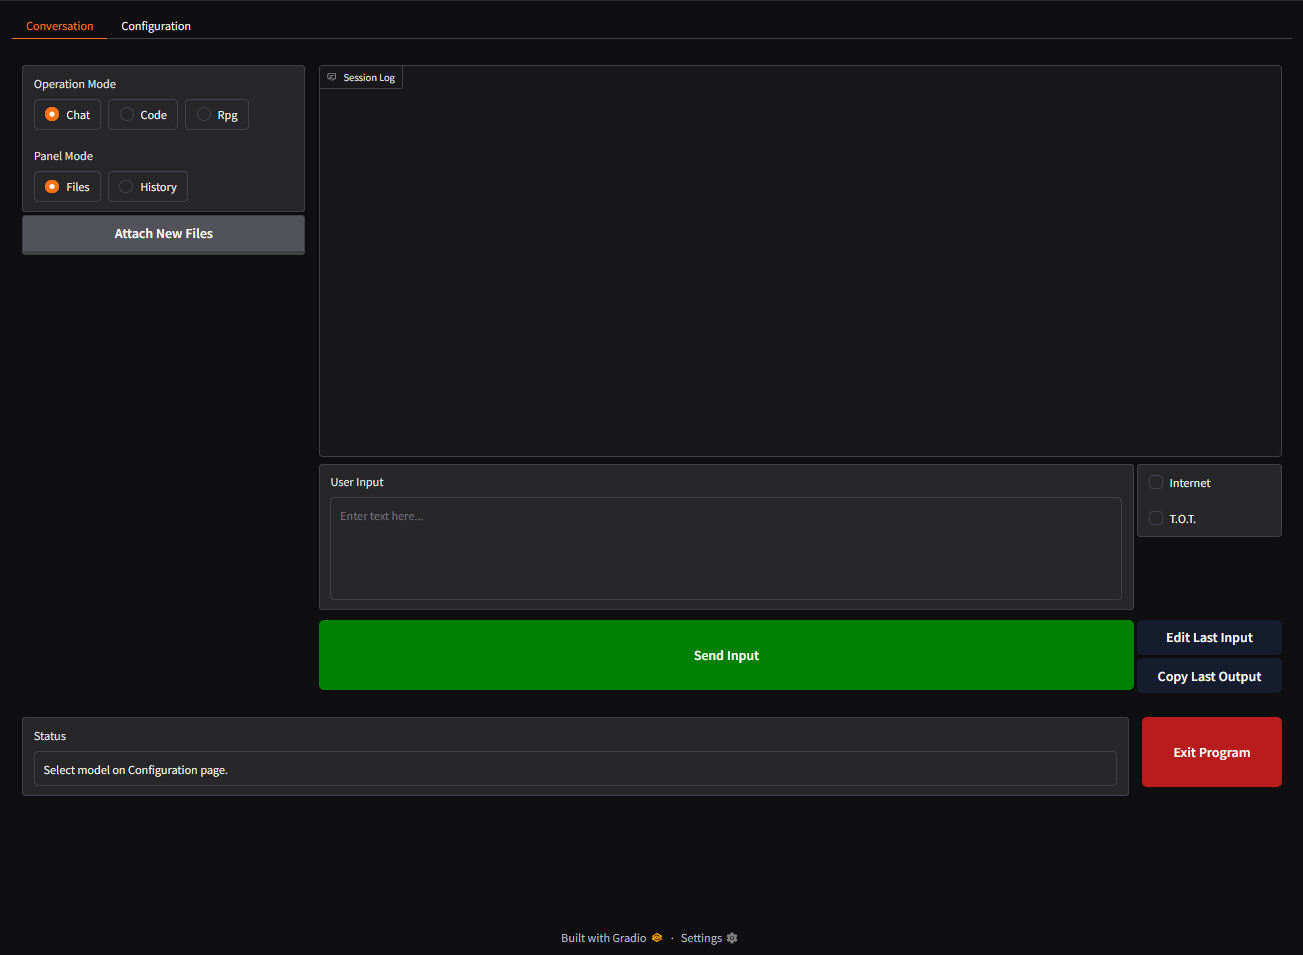 Conversation Configuration
Operation Mode
Chat Code Rpg
Panel Mode
Files History
Attach New Files
Session Log
User Input
Enter text here...
Internet
T.O.T.
Send Input
Edit Last Input
Copy Last Output
Status
Select model on Configuration page.
Exit Program
Built with Gradio · Settings